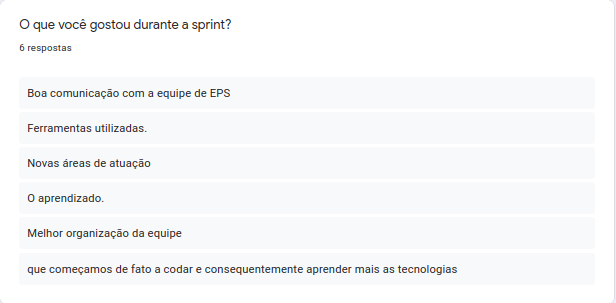 O que você gostou durante a sprint?
6 respostas
Boa comunicação com a equipe de EPS
Ferramentas utilizadas.
Novas áreas de atuação
O aprendizado.
Melhor organização da equipe
que começamos de fato a codar e consequentemente aprender mais as tecnologias